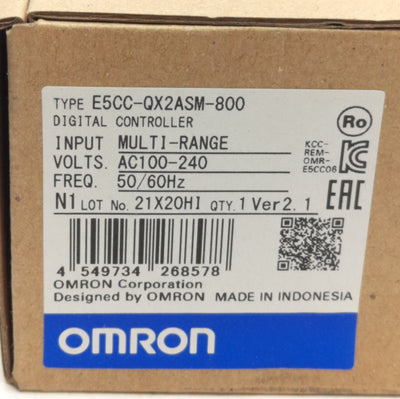 TYPE E5CC-QX2ASM-800
DIGITAL CONTROLLER
INPUT MULTI-RANGE
VOLTS. AC100-240
FREQ. 50/60Hz
N1 LOT No. 21X20HI QTY. 1 Ver2. 1
Ro
KCC-
REM-
OMR-
E5CC06
EAC
4 549734 268578
OMRON Corporation
Designed by OMRON MADE IN INDONESIA
OMRON